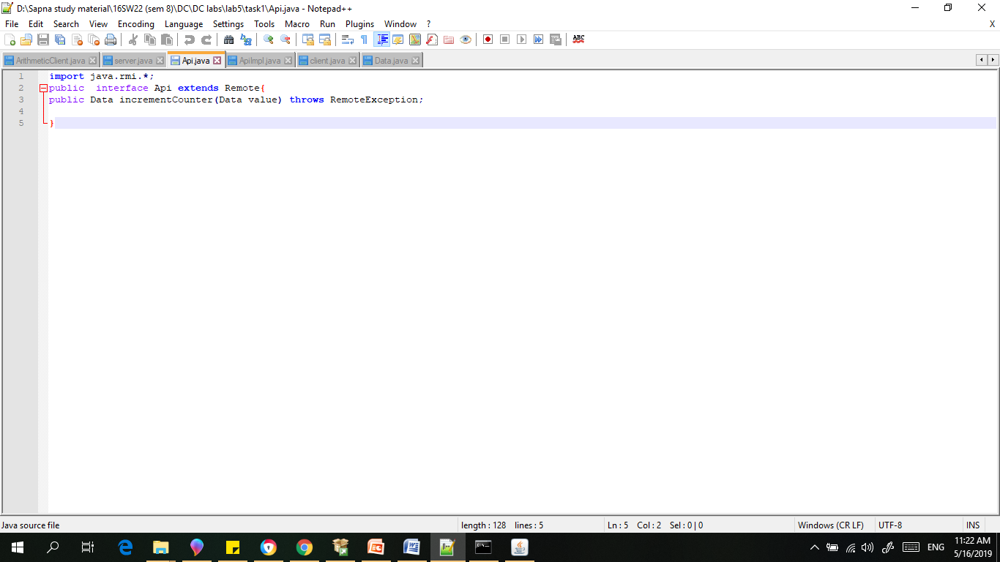 D:\Sapna study material\16SW22 (sem 8)\DC\DC labs\lab5\task1\Api.java - Notepad++
File Edit Search View Encoding Language Settings Tools Macro Run Plugins Window ? X
ABC
ArithmeticClient.java server.java Api.java ApiImpl.java client.java Data.java
1 import java.rmi.*;
2 public  interface Api extends Remote{
3 public Data incrementCounter(Data value) throws RemoteException;
4
5 }
Java source file length : 128 lines : 5 Ln : 5 Col : 2 Sel : 0 | 0 Windows (CR LF) UTF-8 INS
ENG 11:22 AM
5/16/2019